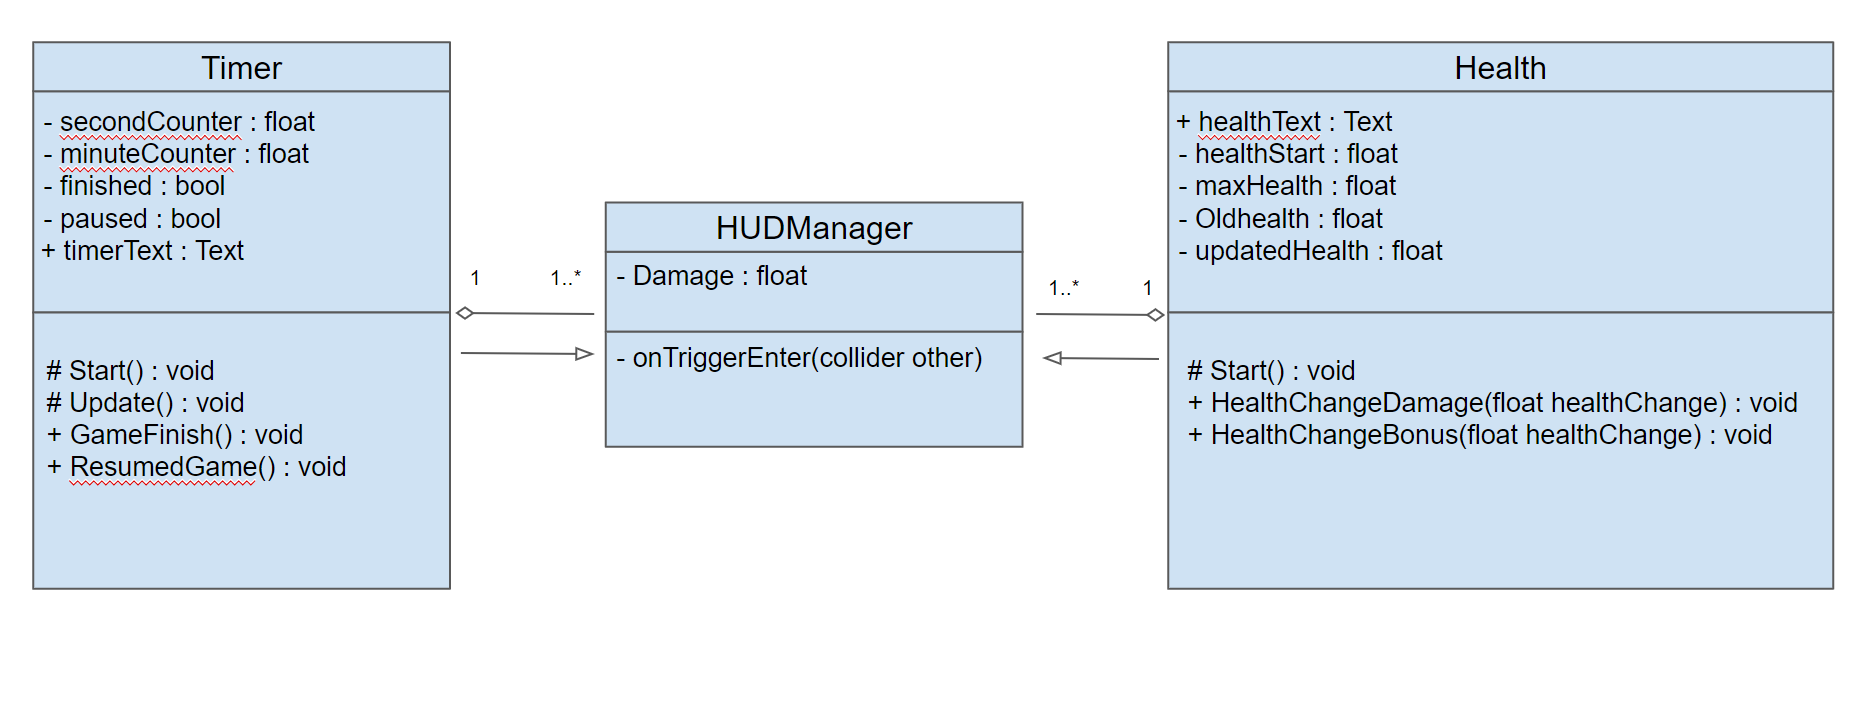 Timer
- secondCounter : float
- minuteCounter : float
- finished : bool
- paused : bool
+ timerText : Text
# Start() : void
# Update() : void
+ GameFinish() : void
+ ResumedGame() : void
1
1..*
HUDManager
- Damage : float
- onTriggerEnter(collider other)
1..*
1
Health
+ healthText : Text
- healthStart : float
- maxHealth : float
- Oldhealth : float
- updatedHealth : float
# Start() : void
+ HealthChangeDamage(float healthChange) : void
+ HealthChangeBonus(float healthChange) : void